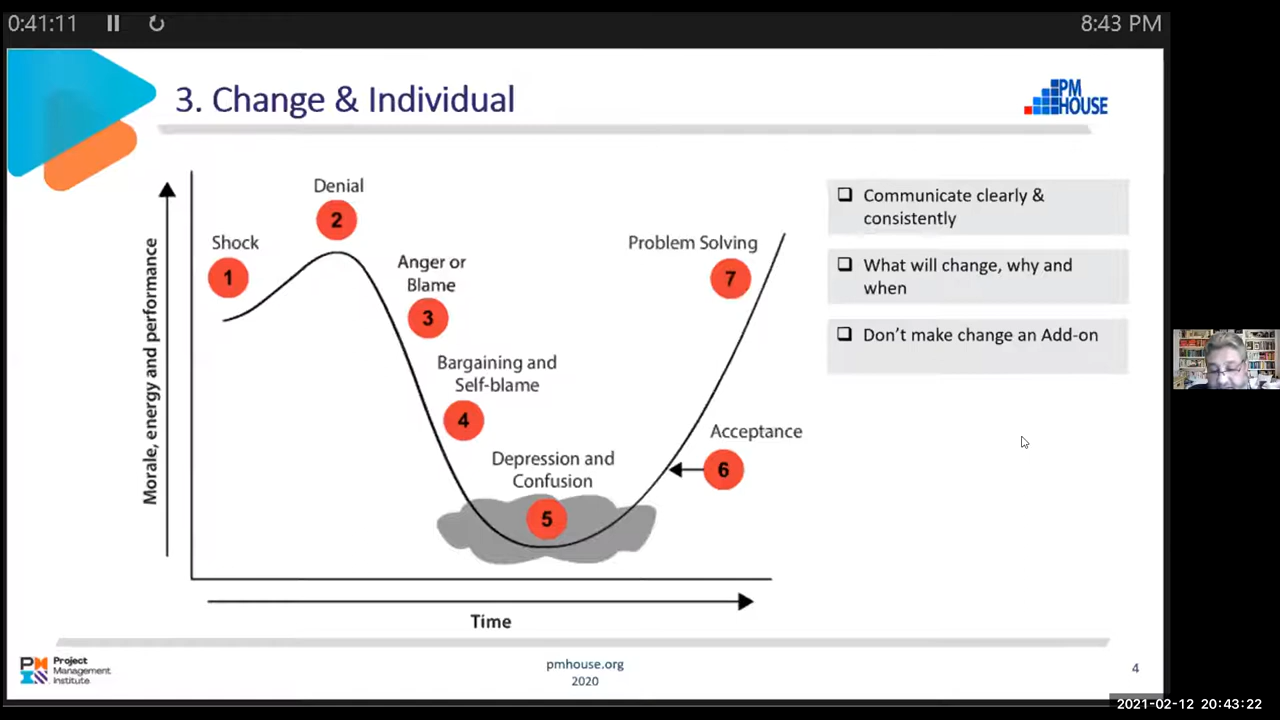 0:41:11
8:43 PM
3. Change & Individual
PM
HOUSE
Denial
2
Shock
1
Anger or
Blame
3
Bargaining and
Self-blame
4
Depression and
Confusion
5
Problem Solving
7
Acceptance
6
Morale, energy and performance
Time
Communicate clearly &
consistently
What will change, why and
when
Don't make change an Add-on
Project
Management
Institute.
pmhouse.org
2020
4
2021-02-12 20:43:22